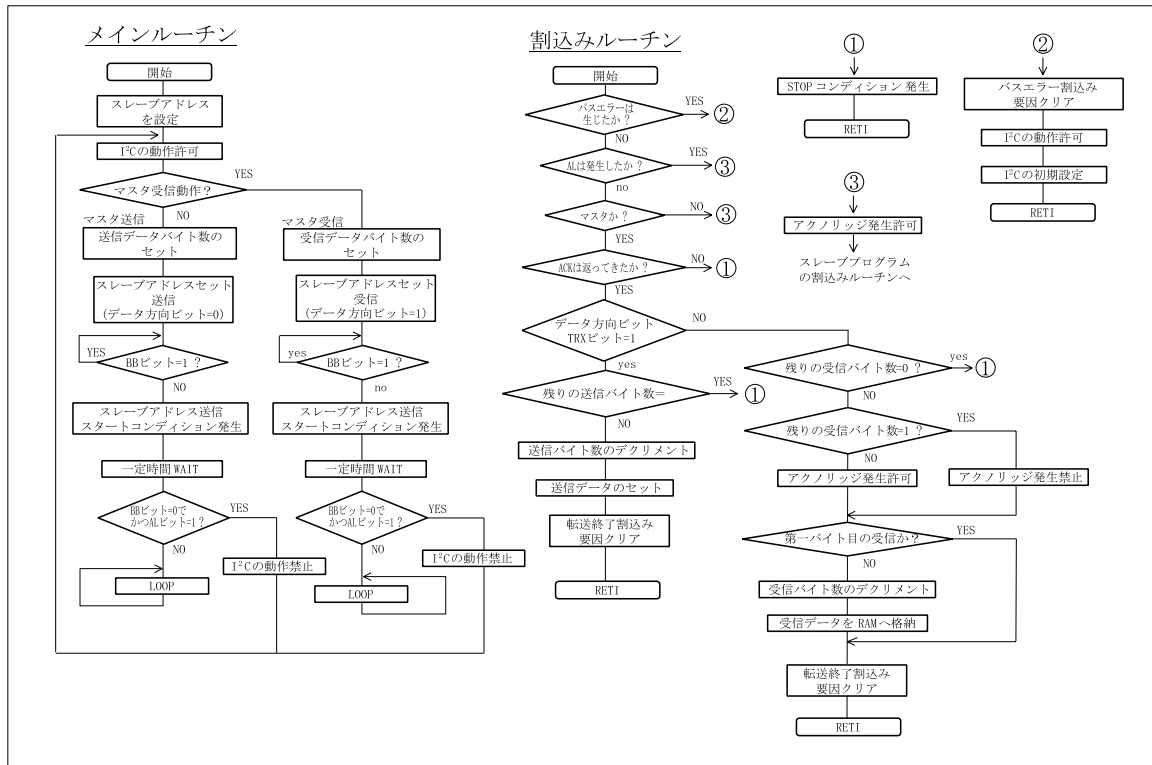 メインルーチン
開始
スレーブアドレス
を設定
I²Cの動作許可
マスタ受信動作？
YES
NO
マスタ送信
送信データバイト数の
セット
スレーブアドレスセット
送信
(データ方向ビット=0)
YES
BBビット=1 ?
NO
スレーブアドレス送信
スタートコンディション発生
一定時間 WAIT
BBビット=0で
かつALビット=1 ?
YES
NO
I²Cの動作禁止
LOOP
マスタ受信
受信データバイト数の
セット
スレーブアドレスセット
受信
(データ方向ビット=1)
yes
BBビット=1 ?
no
スレーブアドレス送信
スタートコンディション発生
一定時間 WAIT
BBビット=0で
かつALビット=1 ?
YES
NO
I²Cの動作禁止
LOOP
割込みルーチン
開始
バスエラーは
生じたか？
YES
②
NO
ALは発生したか？
YES
③
no
マスタか？
NO
③
YES
ACKは返ってきたか？
NO
①
YES
データ方向ビット
TRXビット=1
NO
yes
残りの送信バイト数=
YES
①
NO
送信バイト数のデクリメント
送信データのセット
転送終了割込み
要因クリア
RETI
残りの受信バイト数=0 ?
yes
①
NO
残りの受信バイト数=1 ?
YES
NO
アクノリッジ発生許可
アクノリッジ発生禁止
第一バイト目の受信か？
YES
NO
受信バイト数のデクリメント
受信データを RAM へ格納
転送終了割込み
要因クリア
RETI
①
STOP コンディション 発生
RETI
②
バスエラー割込み
要因クリア
I²Cの動作許可
I²Cの初期設定
RETI
③
アクノリッジ発生許可
スレーブプログラム
の割込みルーチンへ